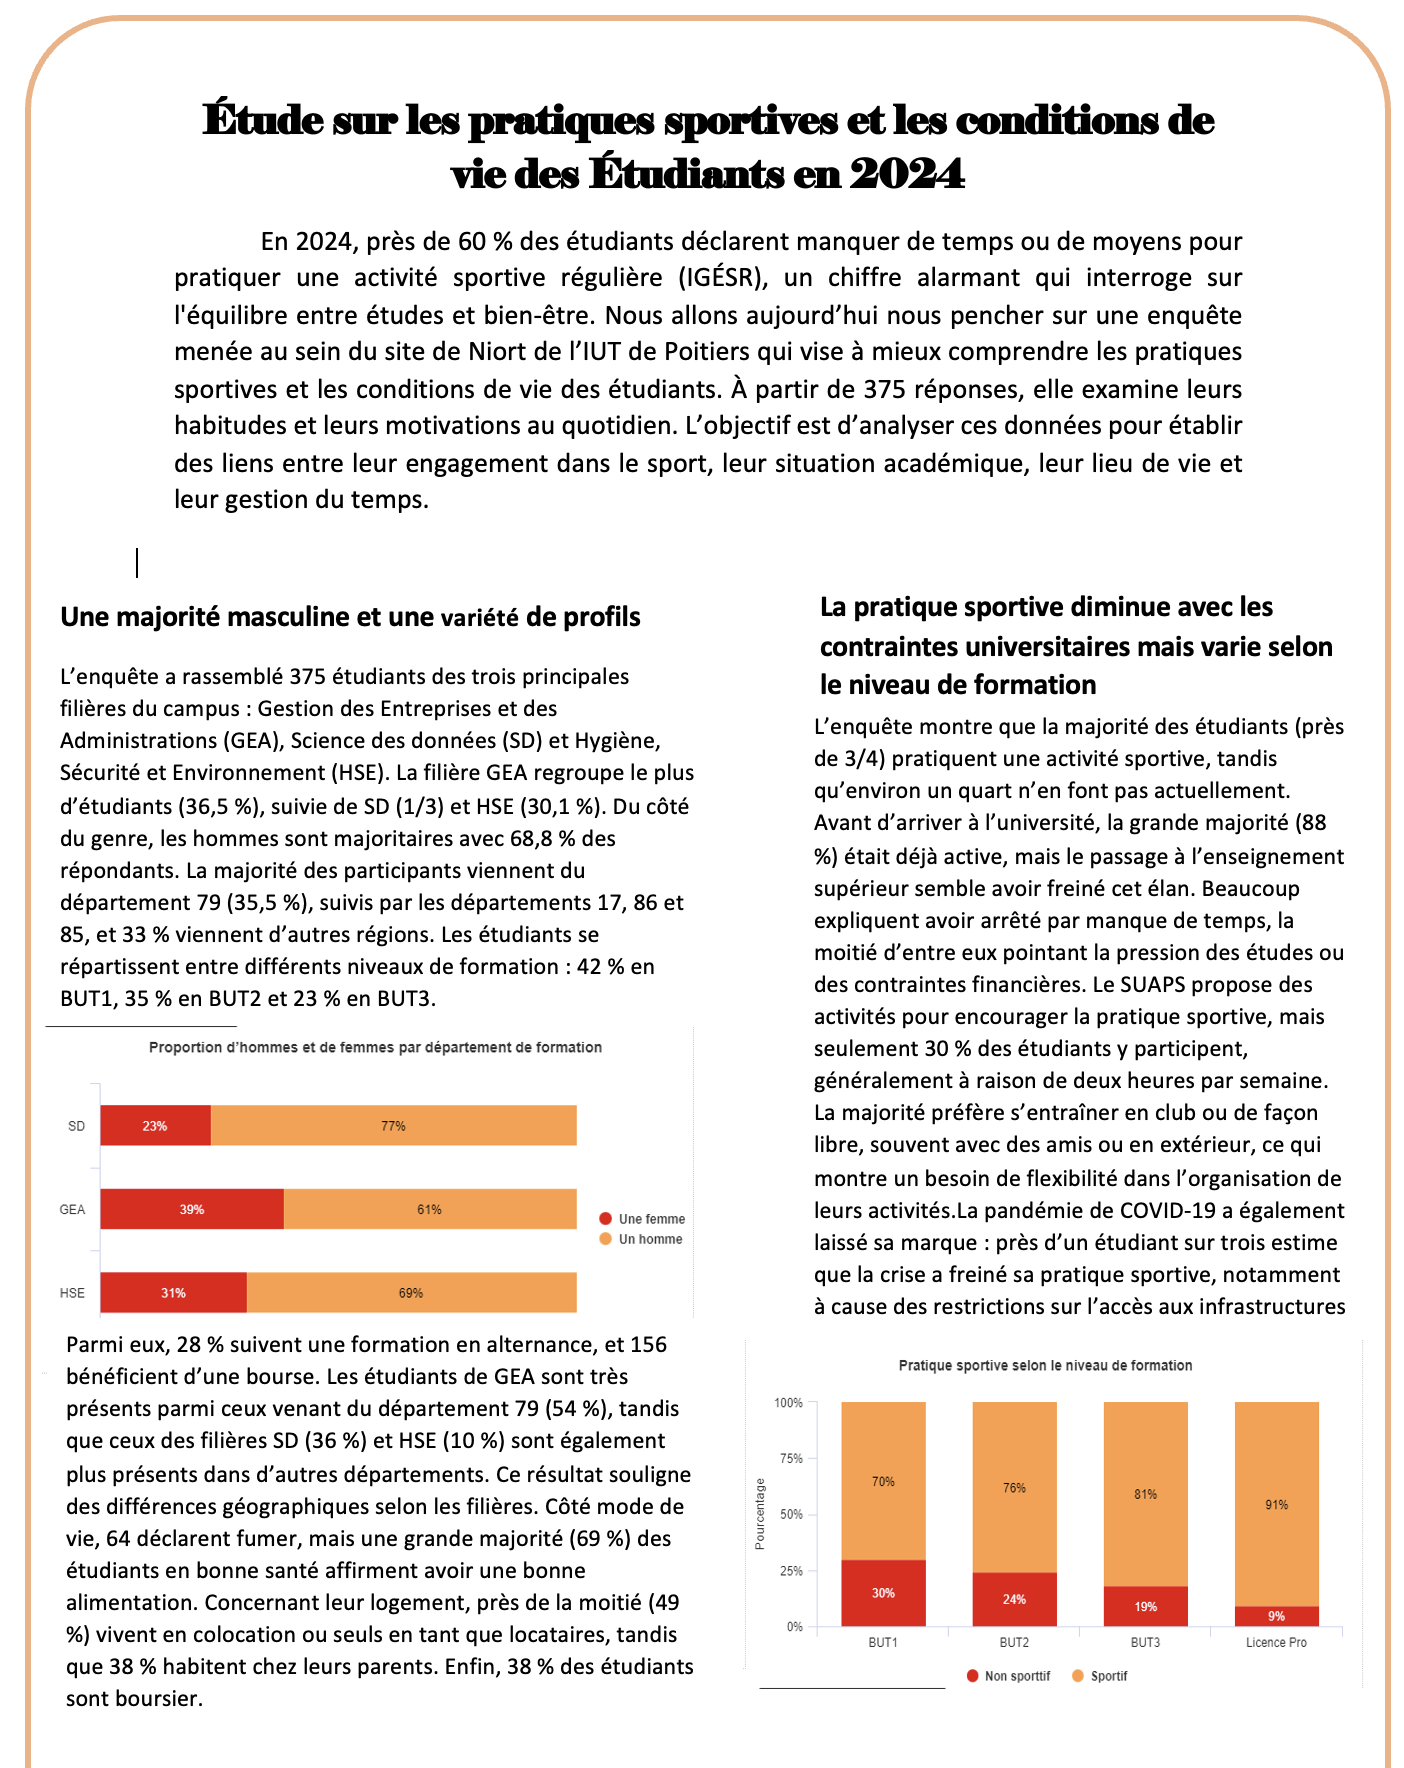 Étude sur les pratiques sportives et les conditions de
vie des Étudiants en 2024
En 2024, près de 60 % des étudiants déclarent manquer de temps ou de moyens pour
pratiquer une activité sportive régulière (IGÉSR), un chiffre alarmant qui interroge sur
l'équilibre entre études et bien-être. Nous allons aujourd’hui nous pencher sur une enquête
menée au sein du site de Niort de l’IUT de Poitiers qui vise à mieux comprendre les pratiques
sportives et les conditions de vie des étudiants. À partir de 375 réponses, elle examine leurs
habitudes et leurs motivations au quotidien. L’objectif est d’analyser ces données pour établir
des liens entre leur engagement dans le sport, leur situation académique, leur lieu de vie et
leur gestion du temps.
Une majorité masculine et une variété de profils
L’enquête a rassemblé 375 étudiants des trois principales
filières du campus : Gestion des Entreprises et des
Administrations (GEA), Science des données (SD) et Hygiène,
Sécurité et Environnement (HSE). La filière GEA regroupe le plus
d’étudiants (36,5 %), suivie de SD (1/3) et HSE (30,1 %). Du côté
du genre, les hommes sont majoritaires avec 68,8 % des
répondants. La majorité des participants viennent du
département 79 (35,5 %), suivis par les départements 17, 86 et
85, et 33 % viennent d’autres régions. Les étudiants se
répartissent entre différents niveaux de formation : 42 % en
BUT1, 35 % en BUT2 et 23 % en BUT3.
Proportion d’hommes et de femmes par département de formation
SD 23% 77%
GEA 39% 61%
HSE 31% 69%
Une femme
Un homme
Parmi eux, 28 % suivent une formation en alternance, et 156
bénéficient d’une bourse. Les étudiants de GEA sont très
présents parmi ceux venant du département 79 (54 %), tandis
que ceux des filières SD (36 %) et HSE (10 %) sont également
plus présents dans d’autres départements. Ce résultat souligne
des différences géographiques selon les filières. Côté mode de
vie, 64 déclarent fumer, mais une grande majorité (69 %) des
étudiants en bonne santé affirment avoir une bonne
alimentation. Concernant leur logement, près de la moitié (49
%) vivent en colocation ou seuls en tant que locataires, tandis
que 38 % habitent chez leurs parents. Enfin, 38 % des étudiants
sont boursier.
La pratique sportive diminue avec les
contraintes universitaires mais varie selon
le niveau de formation
L’enquête montre que la majorité des étudiants (près
de 3/4) pratiquent une activité sportive, tandis
qu’environ un quart n’en font pas actuellement.
Avant d’arriver à l’université, la grande majorité (88
%) était déjà active, mais le passage à l’enseignement
supérieur semble avoir freiné cet élan. Beaucoup
expliquent avoir arrêté par manque de temps, la
moitié d’entre eux pointant la pression des études ou
des contraintes financières. Le SUAPS propose des
activités pour encourager la pratique sportive, mais
seulement 30 % des étudiants y participent,
généralement à raison de deux heures par semaine.
La majorité préfère s’entraîner en club ou de façon
libre, souvent avec des amis ou en extérieur, ce qui
montre un besoin de flexibilité dans l’organisation de
leurs activités.La pandémie de COVID-19 a également
laissé sa marque : près d’un étudiant sur trois estime
que la crise a freiné sa pratique sportive, notamment
à cause des restrictions sur l’accès aux infrastructures
Pratique sportive selon le niveau de formation
Pourcentage
100%
75%
50%
25%
0%
70% 76% 81% 91%
30% 24% 19% 9%
BUT1 BUT2 BUT3 Licence Pro
Non sporttif Sportif